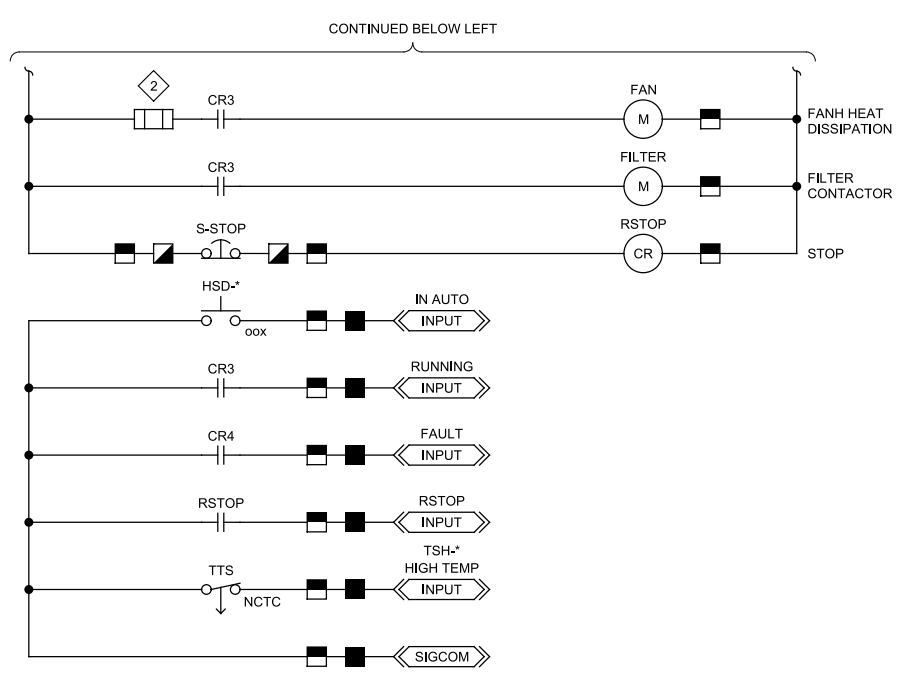 CONTINUED BELOW LEFT
2
CR3
FAN
M
FANH HEAT
DISSIPATION
CR3
FILTER
M
FILTER
CONTACTOR
S-STOP
RSTOP
CR
STOP
HSD-*
oox
IN AUTO
INPUT
CR3
RUNNING
INPUT
CR4
FAULT
INPUT
RSTOP
RSTOP
INPUT
TTS
NCTC
TSH-*
HIGH TEMP
INPUT
SIGCOM